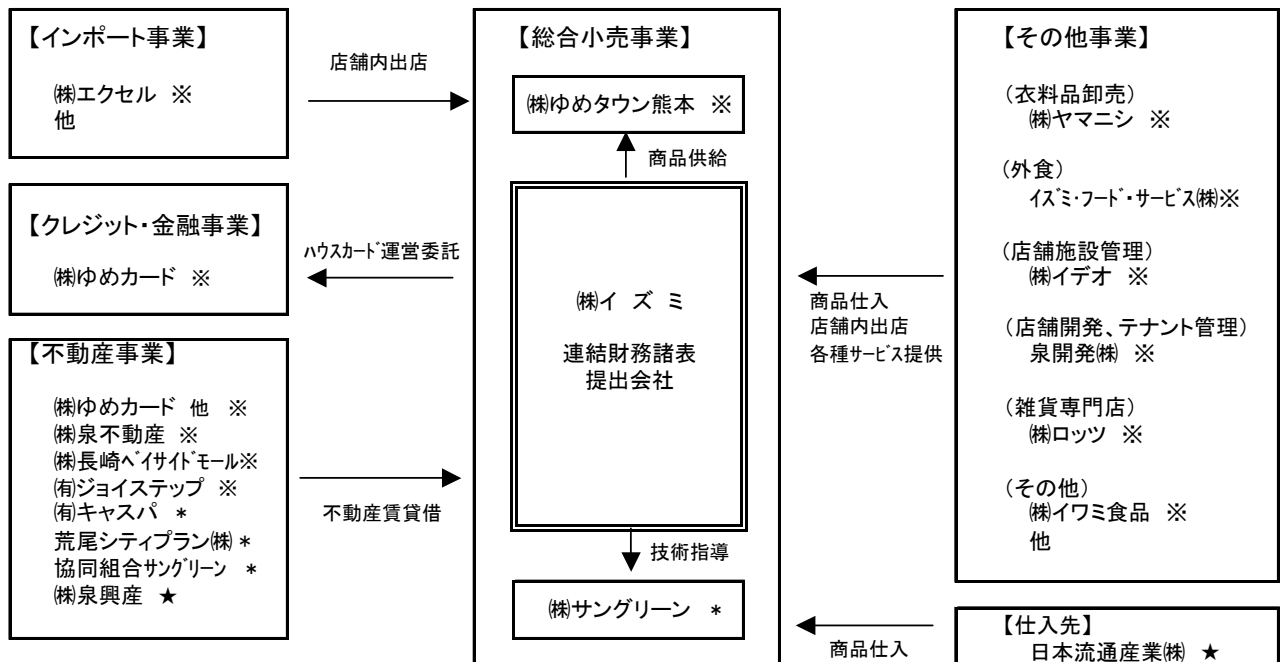 【インポート事業】
㈱エクセル ※
他
店舗内出店
【クレジット・金融事業】
㈱ゆめカード ※
ﾊｳｽｶｰﾄﾞ運営委託
【不動産事業】
㈱ゆめカード 他 ※
㈱泉不動産 ※
㈱長崎ﾍﾞｲｻｲﾄﾞﾓｰﾙ※
㈲ジョイステップ ※
㈲キャスパ *
荒尾シティプラン㈱ *
協同組合ｻﾝｸﾞﾘｰﾝ *
㈱泉興産 ★
不動産賃貸借
【総合小売事業】
㈱ゆめタウン熊本 ※
商品供給
㈱イ ズ ミ
連結財務諸表
提出会社
技術指導
㈱サングリーン *
商品仕入
店舗内出店
各種ｻｰﾋﾞｽ提供
【その他事業】
(衣料品卸売)
㈱ヤマニシ ※
(外食)
ｲｽﾞﾐ･ﾌｰﾄﾞ・ｻｰﾋﾞｽ㈱※
(店舗施設管理)
㈱イデオ ※
(店舗開発、テナント管理)
泉開発㈱ ※
(雑貨専門店)
㈱ロッツ ※
(その他)
㈱イワミ食品 ※
他
商品仕入
【仕入先】
日本流通産業㈱ ★